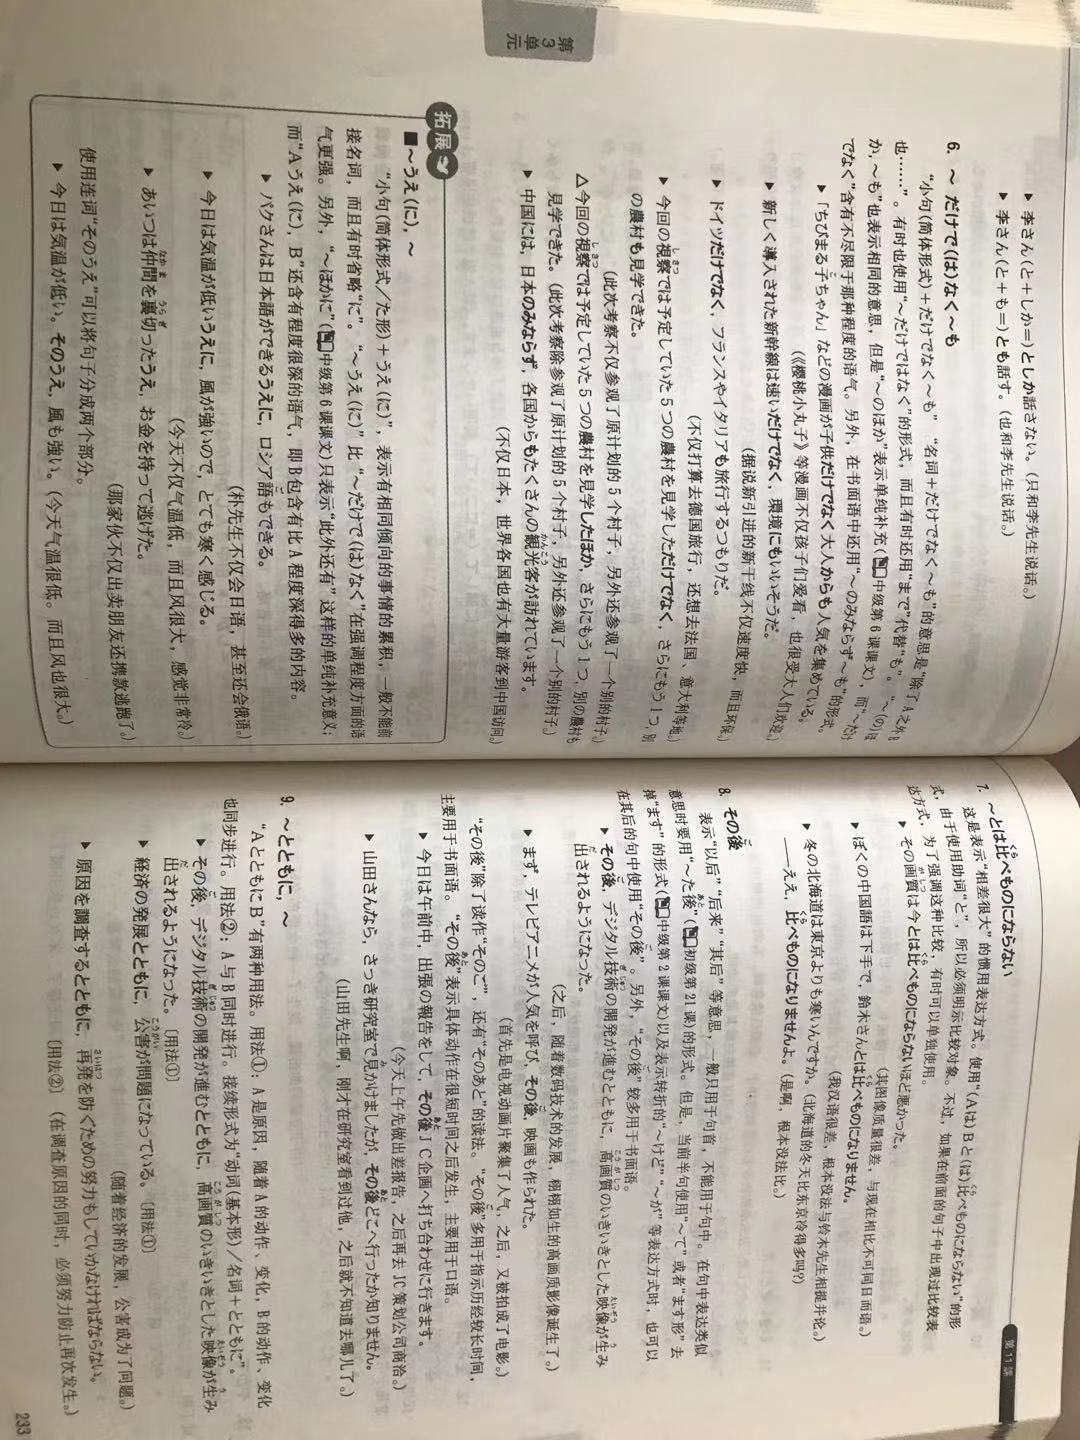 ▶ 李さん(と＋しか＝)としか話さない。(只和李先生说话。)
▶ 李さん(と＋も＝)とも話す。(也和李先生说话。)
6. ～ だけで(は)なく～も
“小句(简体形式)＋だけでなく～も” “名词＋だけでなく～も”的意思是“除了A之外B
也……”。有时也使用“～だけではなく”的形式，而且有时还用“まで”代替“も”。“～(の)ほ
か，～も”也表示相同的意思，但是“～のほか”表示单纯补充(中级第6课课文)，而“～だけ
でなく”含有不尽限于那种程度的语气。另外，在书面语中还用“～のみならず～も”的形式。
▶「ちびまる子ちゃん」などの漫画が子供だけでなく大人からも人気を集めている。
(《樱桃小丸子》等漫画不仅孩子们爱看，也很受大人们欢迎。)
▶ 新しく導入された新幹線は速いだけでなく，環境にもいいそうだ。
(据说新引进的新干线不仅速度快，而且环保。)
▶ ドイツだけでなく，フランスやイタリアも旅行するつもりだ。
(不仅打算去德国旅行，还想去法国、意大利等地。)
▶ 今回の視察では予定していた5つの農村を見学しただけでなく，さらにもう1つ，別
の農村も見学できた。
(此次考察不仅参观了原计划的5个村子，另外还参观了一个别的村子。)
△今回の視察では予定していた5つの農村を見学したほか，さらにもう1つ，別の農村も
見学できた。(此次考察除参观了原计划的5个村子，另外还参观了一个别的村子。)
▶ 中国には，日本のみならず，各国からもたくさんの観光客が訪れています。
(不仅日本，世界各国也有大量游客到中国访问。)
第3单元
拓展
■～うえ(に)，～
“小句(简体形式／た形)＋うえ(に)”，表示有相同倾向的事情的累积，一般不能前
接名词，而且有时省略“に”。“～うえ(に)”比“～だけで(は)なく”在强调程度方面的语
气更强。另外，“～ほかに”(中级第6课课文)只表示“此外还有”这样的单纯补充意义；
而“Aうえ(に)，B”还含有程度很深的语气，即B包含有比A程度深得多的内容。
▶ パクさんは日本語ができるうえに，ロシア語もできる。
(朴先生不仅会日语，甚至还会俄语。)
▶ 今日は気温が低いうえに，風が強いので，とても寒く感じる。
(今天不仅气温低，而且风很大，感觉非常冷。)
▶ あいつは仲間を裏切ったうえ，お金を持って逃げた。
(那家伙不仅出卖朋友还携款逃跑了。)
使用连词“そのうえ”可以将句子分成两个部分。
▶ 今日は気温が低い。そのうえ，風も強い。(今天气温很低。而且风也很大。)
第11課
7. ～とは比べものにならない
这是表示“相差很大”的惯用表达方式。使用“(Aは)Bと(は)比べものにならない”的形
式，由于使用助词“と”，所以必须明示比较对象。不过，如果在前面的句子中出现过比较表
达方式，为了强调这种比较，有时可以单独使用。
▶ その画質は今とは比べものにならないほど悪かった。
(其图像质量很差，与现在相比不可同日而语。)
▶ ぼくの中国語は下手で，鈴木さんとは比べものになりません。
(我汉语很差，根本没法与铃木先生相提并论。)
▶ 冬の北海道は東京よりも寒いんですか。(北海道的冬天比东京冷得多吗?)
――ええ，比べものになりませんよ。(是啊，根本没法比。)
8. その後
表示“以后”“后来”“其后”等意思，一般只用于句首，不能用于句中。在句中表达类似
意思时要用“～た後”(初级第21课)的形式。但是，当前半句使用“～て”或者“ます形”去
掉“ます”的形式(中级第2课课文)以及表示转折的“～けど”“～が”等表达方式时，也可以
在其后的句中使用“その後”。另外，“その後”较多用于书面语。
▶ その後，デジタル技術の開発が進むとともに，高画質のいきいきとした映像が生み
出されるようになった。
(之后，随着数码技术的发展，栩栩如生的高画质影像诞生了。)
▶ まず，テレビアニメが人気を呼び，その後，映画も作られた。
(首先是电视动画片聚集了人气，之后，又被拍成了电影。)
“その後”除了读作“そのご”，还有“そのあと”的读法。“その後”多用于指示历经较长时间，
主要用于书面语。“その後”表示具体动作在很短时间之后发生，主要用于口语。
▶ 今日は午前中，出張の報告をして，その後JC企画へ打ち合わせに行きます。
(今天上午先做出差报告，之后再去JC策划公司商洽。)
▶ 山田さんなら，さっき研究室で見かけましたが，その後どこへ行ったか知りません。
(山田先生啊，刚才在研究室看到过他，之后就不知道去哪儿了。)
9. ～とともに，～
“AとともにB”有两种用法。用法①：A是原因，随着A的动作、变化，B的动作、变化
也同步进行。用法②：A与B同时进行。接续形式为“动词(基本形)／名词＋とともに”。
▶ その後，デジタル技術の開発が進むとともに，高画質のいきいきとした映像が生み
出されるようになった。〔用法①〕
▶ 経済の発展とともに，公害が問題になっている。〔用法①〕
(随着经济的发展，公害成为了问题。)
▶ 原因を調査するとともに，再発を防ぐための努力もしていかなければならない。
〔用法②〕(在调查原因的同时，必须努力防止再次发生。)
233